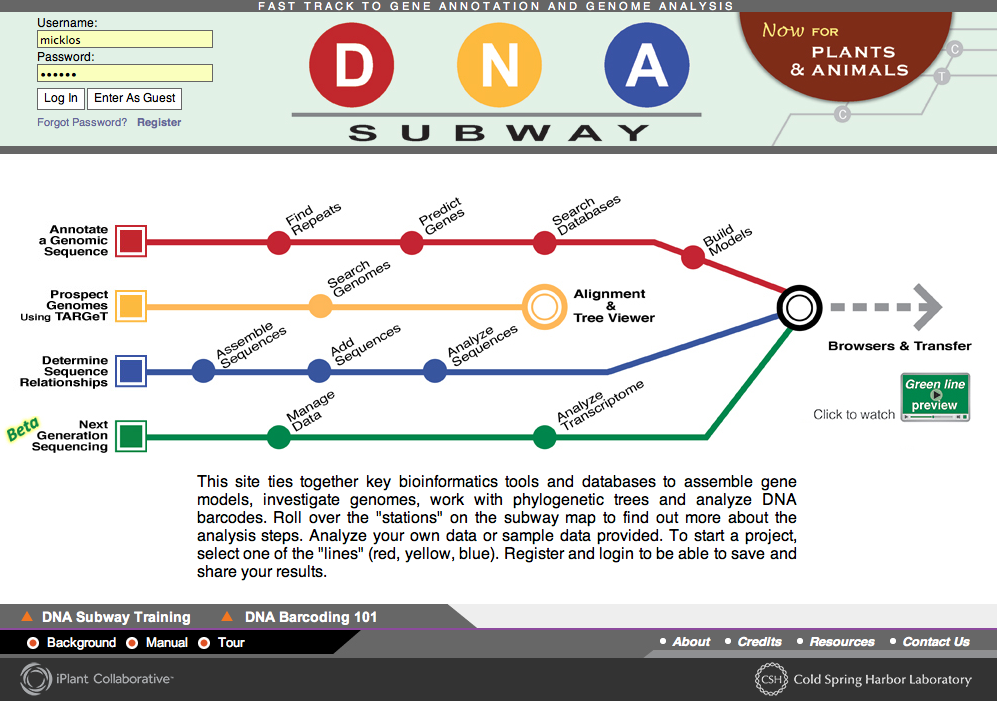 FAST TRACK TO GENE ANNOTATION AND GENOME ANALYSIS
Username:
micklos
Password:
••••••
Log In
Enter As Guest
Forgot Password? Register
D N A
SUBWAY
Now FOR
PLANTS
& ANIMALS
C
T
C
Annotate
a Genomic
Sequence
Find
Repeats
Predict
Genes
Search
Databases
Build
Models
Prospect
Genomes
Using TARGeT
Search
Genomes
Alignment
&
Tree Viewer
Determine
Sequence
Relationships
Assemble
Sequences
Add
Sequences
Analyze
Sequences
Browsers & Transfer
Beta
Next
Generation
Sequencing
Manage
Data
Analyze
Transcriptome
Click to watch
Green line
preview
This site ties together key bioinformatics tools and databases to assemble gene
models, investigate genomes, work with phylogenetic trees and analyze DNA
barcodes. Roll over the "stations" on the subway map to find out more about the
analysis steps. Analyze your own data or sample data provided. To start a project,
select one of the "lines" (red, yellow, blue). Register and login to be able to save and
share your results.
DNA Subway Training
DNA Barcoding 101
Background
Manual
Tour
About
Credits
Resources
Contact Us
iPlant Collaborative™
CSH
Cold Spring Harbor Laboratory